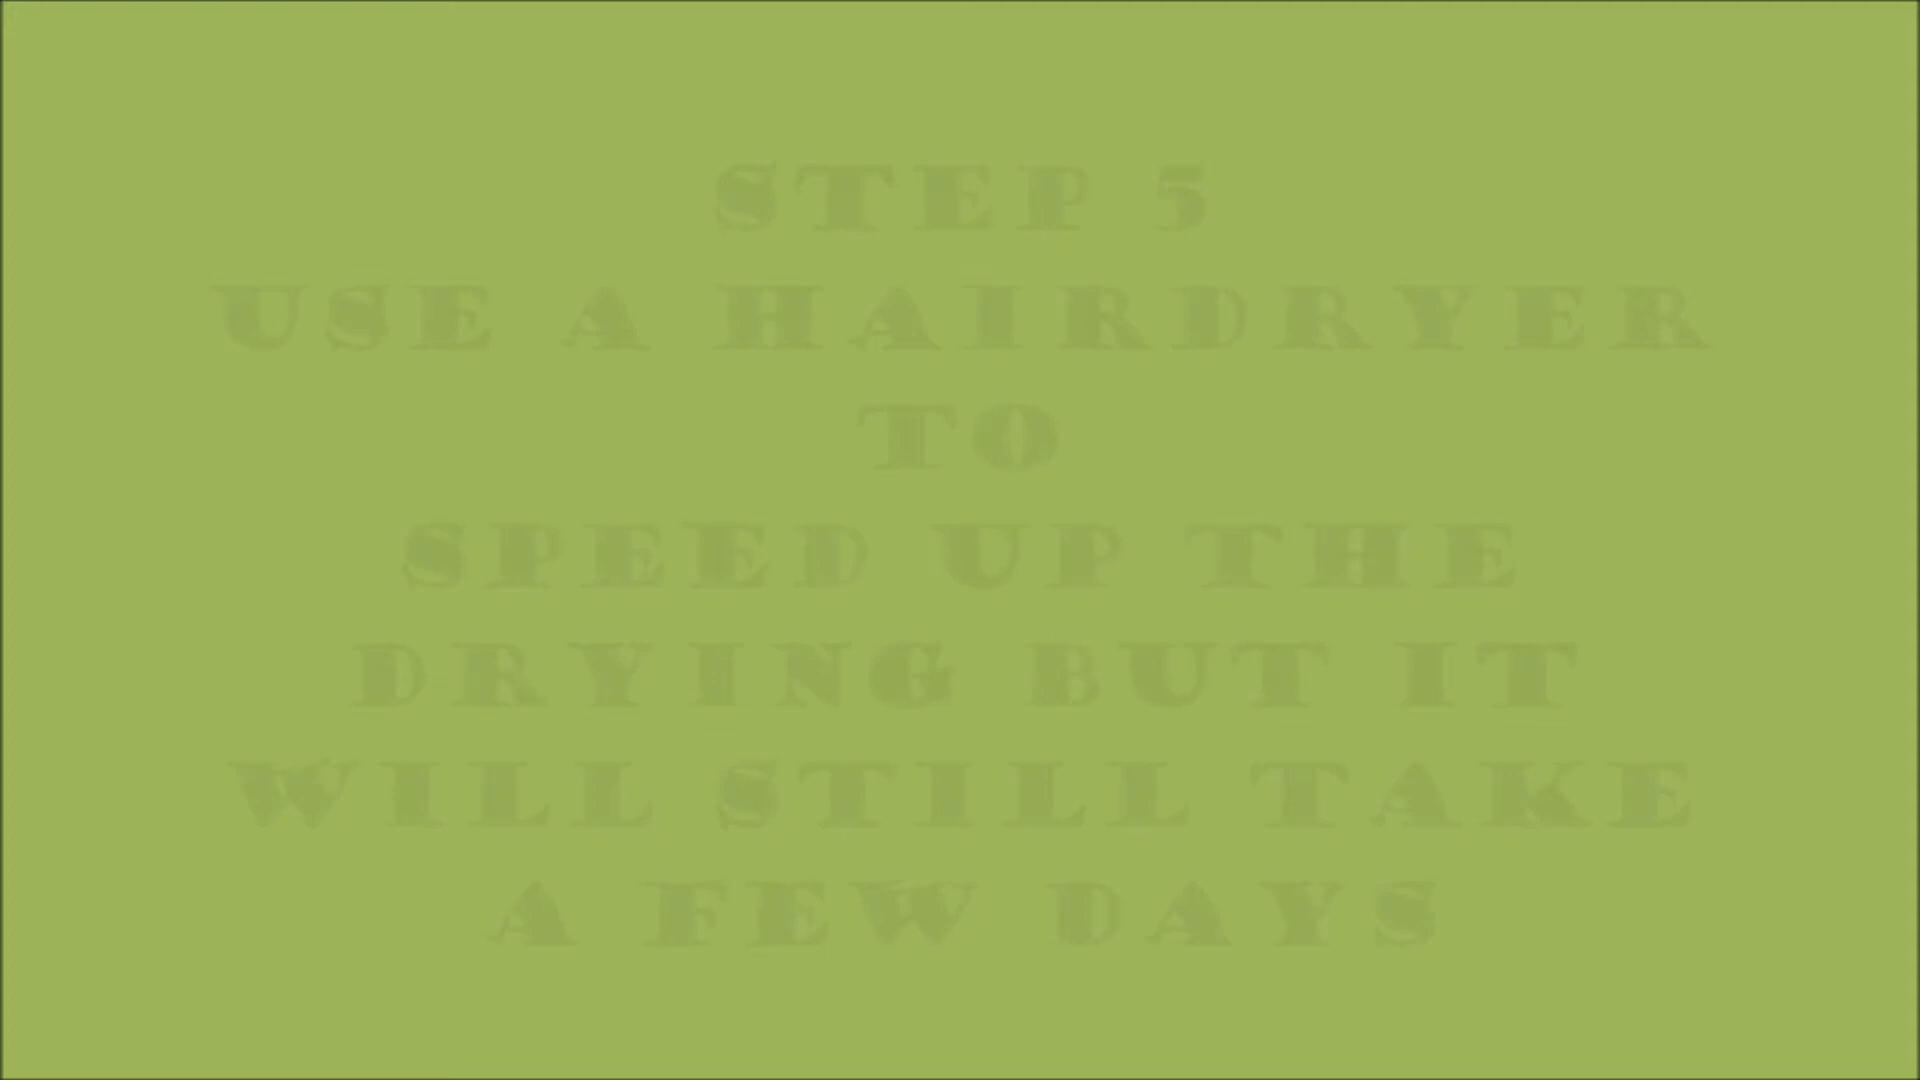 STEP 5
USE A HAIRDRYER
TO
SPEED UP THE
DRYING BUT IT
WILL STILL TAKE
A FEW DAYS